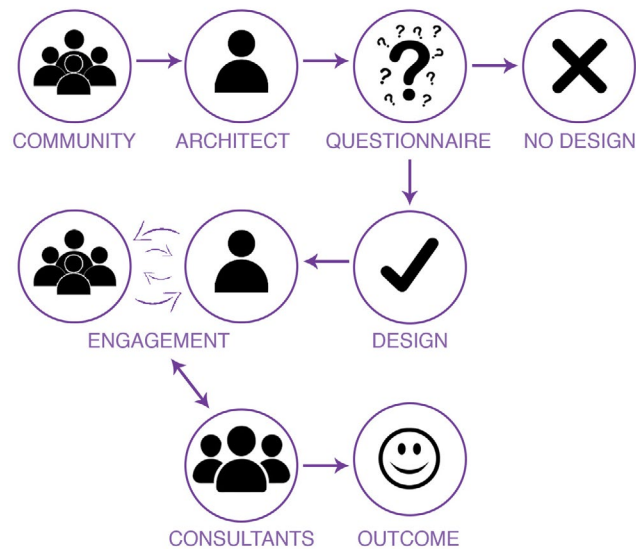 COMMUNITY
ARCHITECT
QUESTIONNAIRE
NO DESIGN
ENGAGEMENT
DESIGN
CONSULTANTS
OUTCOME